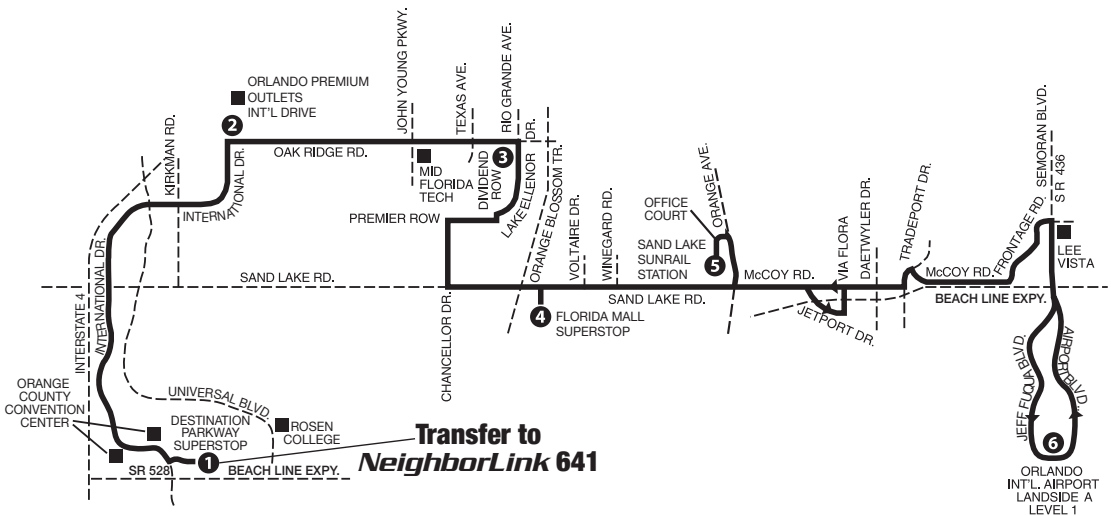 ORLANDO PREMIUM
OUTLETS
INT'L DRIVE
2
KIRKMAN RD.
INTERNATIONAL DR.
OAK RIDGE RD.
JOHN YOUNG PKWY.
TEXAS AVE.
RIO GRANDE AVE.
3
MID
FLORIDA
TECH
DIVIDEND
ROW
LAKE ELLENOR DR.
PREMIER ROW
ORANGE BLOSSOM TR.
VOLTAIRE DR.
WINEGARD RD.
OFFICE
COURT
ORANGE AVE.
SAND LAKE
SUNRAIL
STATION
5
McCOY RD.
VIA FLORA
DAETWYLER DR.
TRADEPORT DR.
McCOY RD.
FRONTAGE RD.
SEMORAN BLVD.
SR 436
LEE
VISTA
INTERSTATE 4
INTERNATIONAL DR.
SAND LAKE RD.
CHANCELLOR DR.
4
FLORIDA MALL
SUPERSTOP
SAND LAKE RD.
JETPORT DR.
BEACH LINE EXPY.
JEFF FUQUA BLVD.
AIRPORT BLVD.
6
ORLANDO
INT'L. AIRPORT
LANDSIDE A
LEVEL 1
ORANGE
COUNTY
CONVENTION
CENTER
UNIVERSAL BLVD.
DESTINATION
PARKWAY
SUPERSTOP
ROSEN
COLLEGE
1
SR 528
BEACH LINE EXPY.
Transfer to
NeighborLink 641